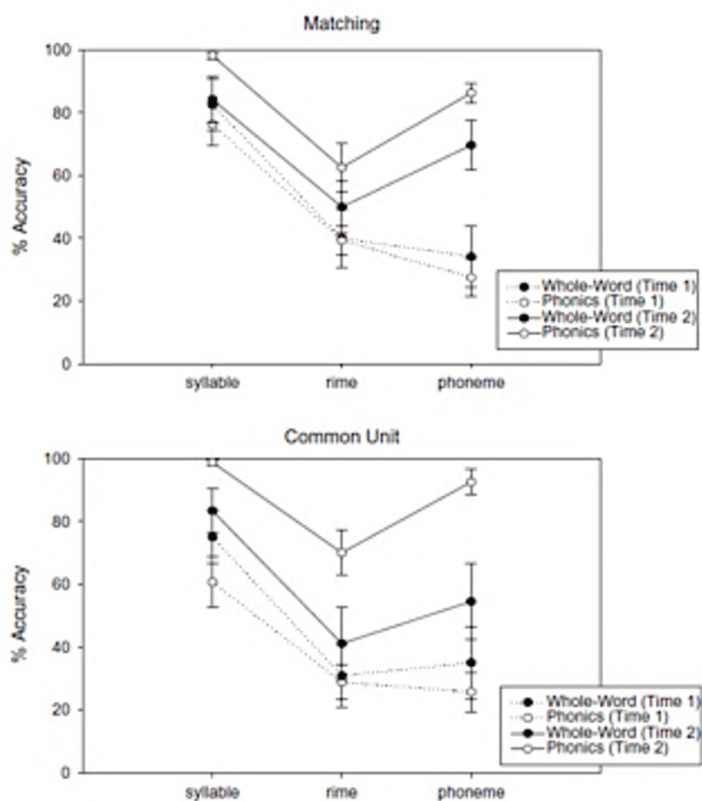 Matching
% Accuracy
100
80
60
40
20
0
syllable rime phoneme
Whole-Word (Time 1)
Phonics (Time 1)
Whole-Word (Time 2)
Phonics (Time 2)
Common Unit
% Accuracy
100
80
60
40
20
0
syllable rime phoneme
Whole-Word (Time 1)
Phonics (Time 1)
Whole-Word (Time 2)
Phonics (Time 2)